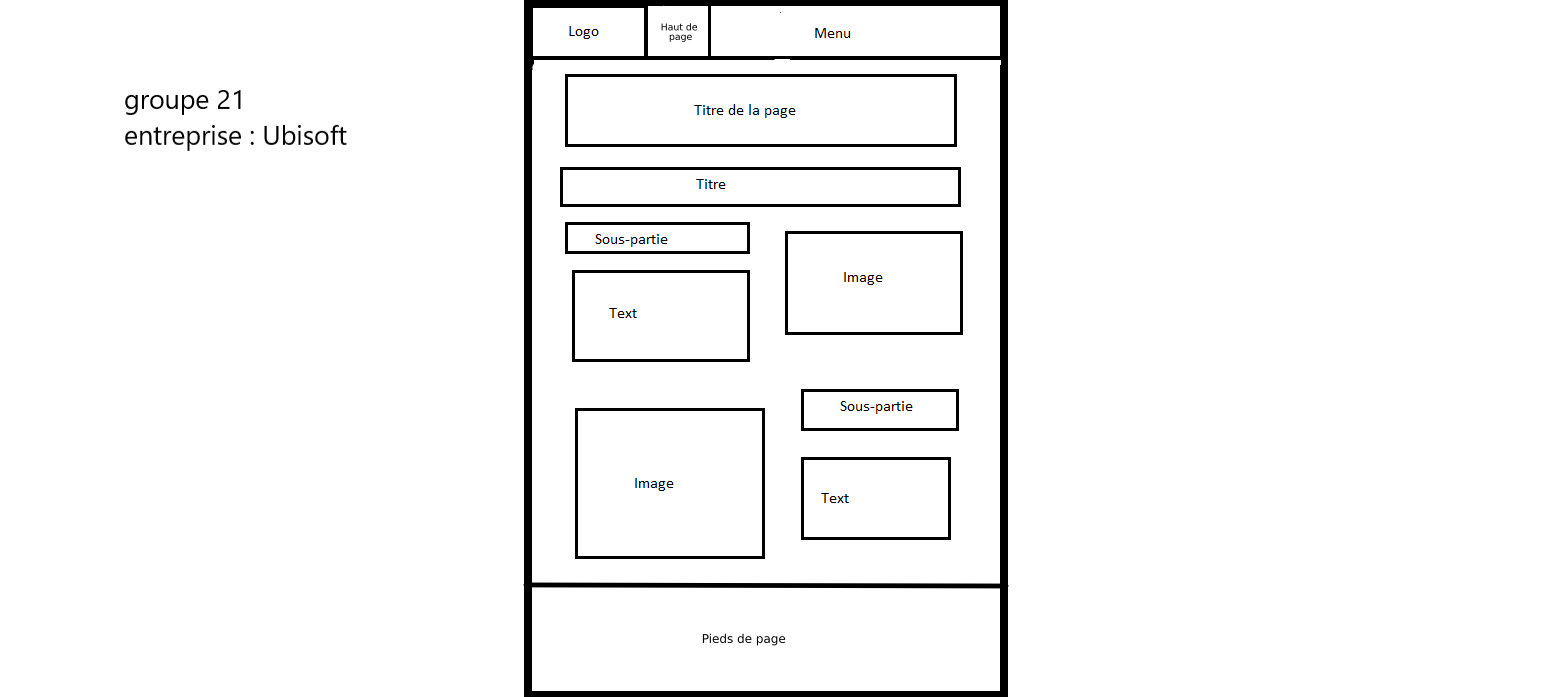 groupe 21
entreprise : Ubisoft
Logo
Haut de
page
Menu
Titre de la page
Titre
Sous-partie
Image
Text
Sous-partie
Image
Text
Pieds de page